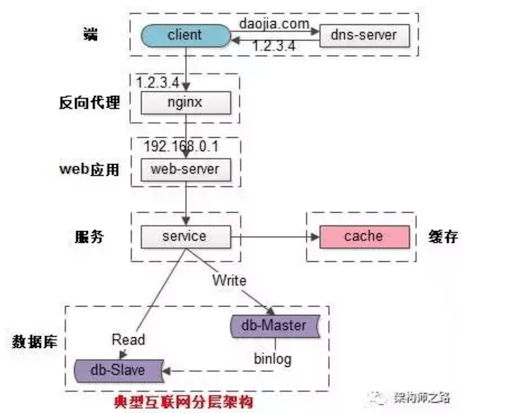 daojia.com
端
client
dns-server
1.2.3.4
1.2.3.4
反向代理
nginx
192.168.0.1
web应用
web-server
服务
service
cache
缓存
Write
数据库
db-Master
Read
binlog
db-Slave
典型互联网分层架构
架构师之路